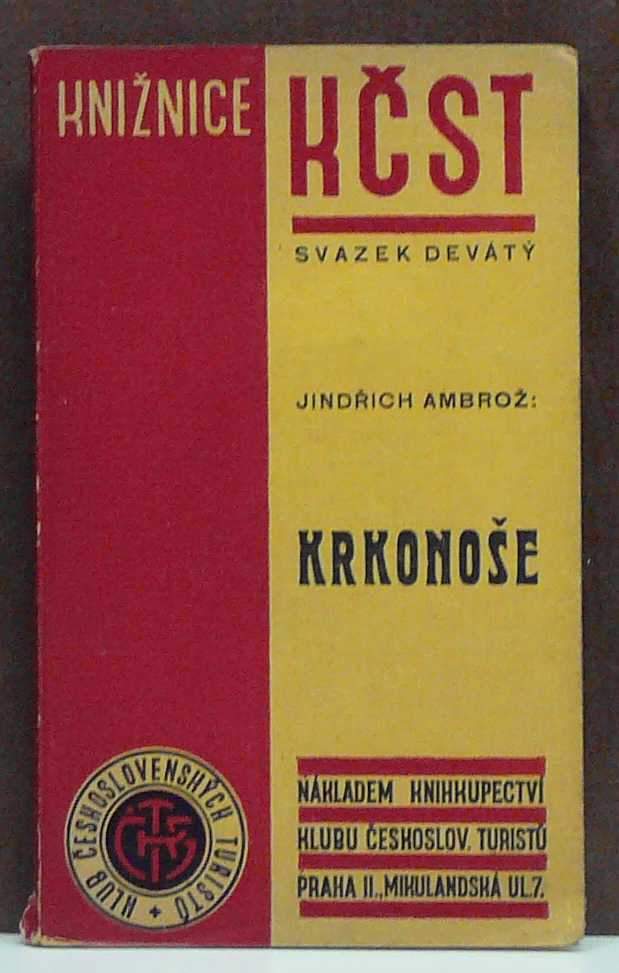 KNIŽNICE
KČST
SVAZEK DEVÁTÝ
JINDŘICH AMBROŽ:
KRKONOŠE
KLUB ČESKOSLOVENSKÝCH TURISTŮ +
KČST
NÁKLADEM KNIHKUPECTVÍ
KLUBU ČESKOSLOV. TURISTŮ
PRAHA II., MIKULANDSKÁ UL. 7.